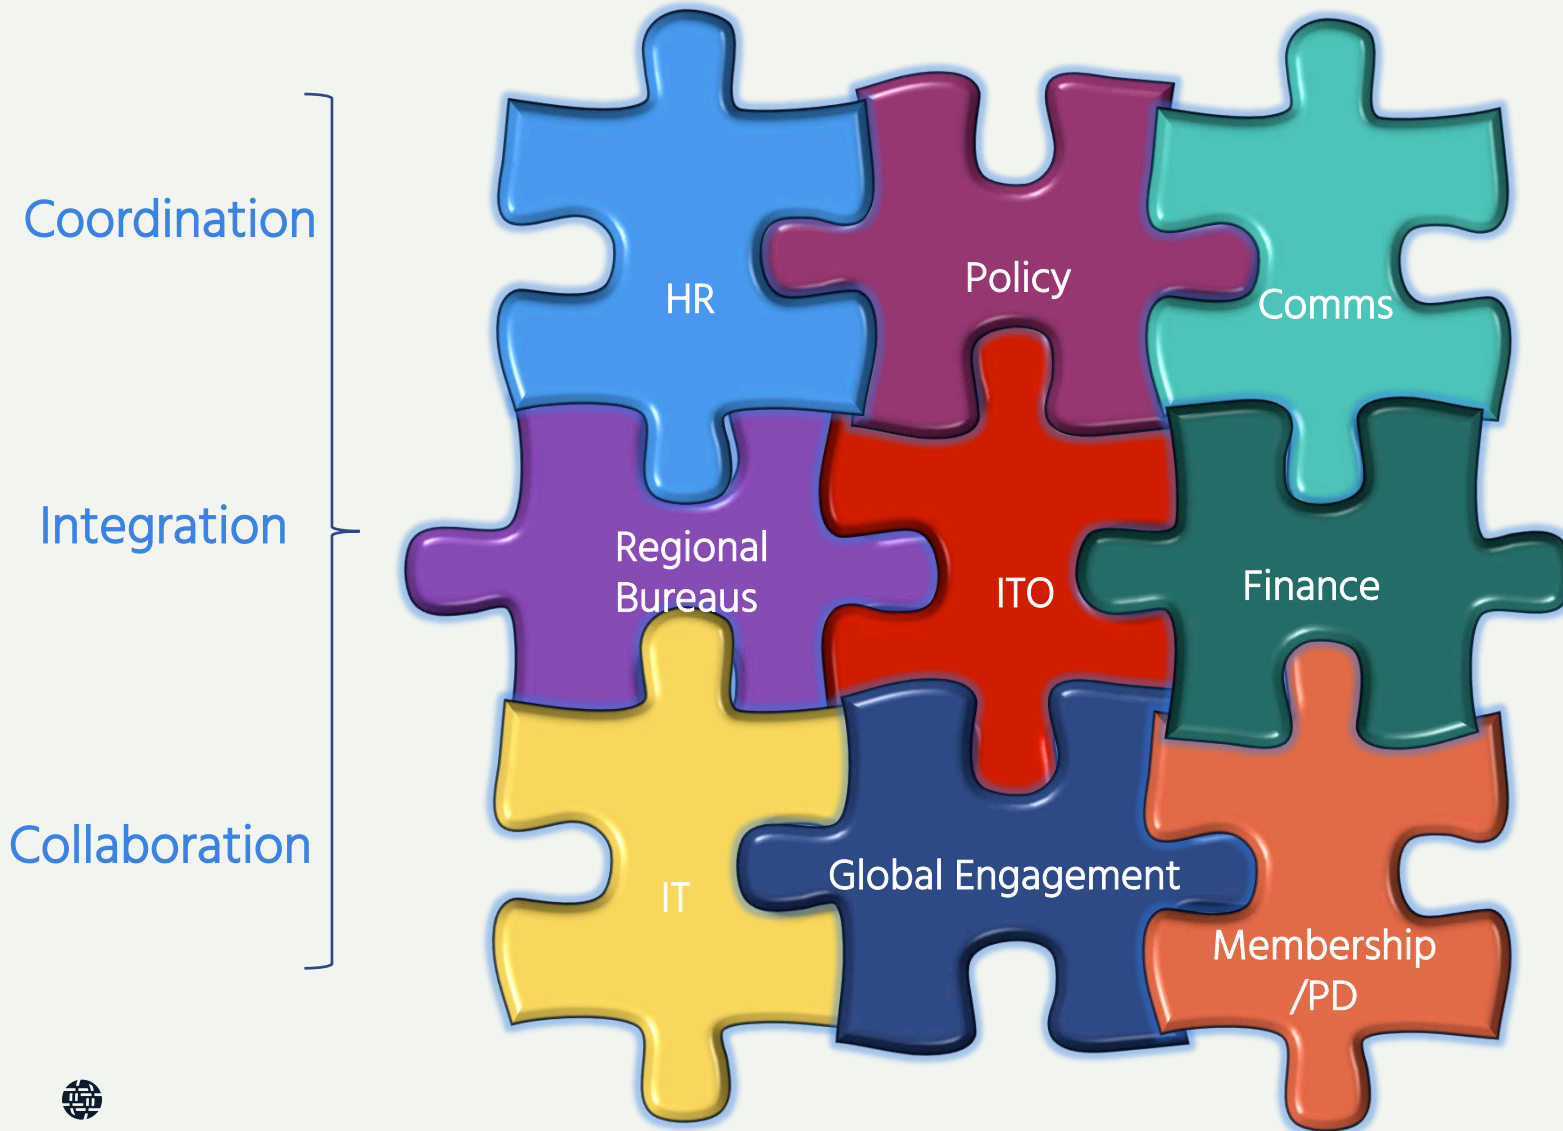 Coordination
Integration
Collaboration
HR
Policy
Comms
Regional
Bureaus
ITO
Finance
IT
Global Engagement
Membership
/PD